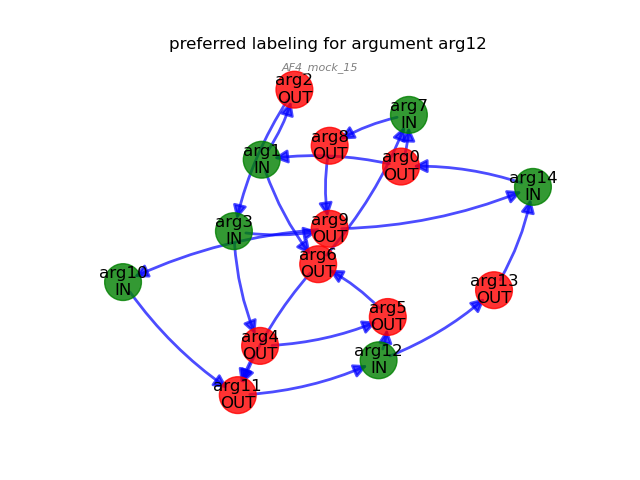 preferred labeling for argument arg12
AF4_mock_15
arg2
OUT
arg7
IN
arg8
OUT
arg1
IN
arg0
OUT
arg14
IN
arg3
IN
arg9
OUT
arg6
OUT
arg10
IN
arg13
OUT
arg5
OUT
arg4
OUT
arg12
IN
arg11
OUT